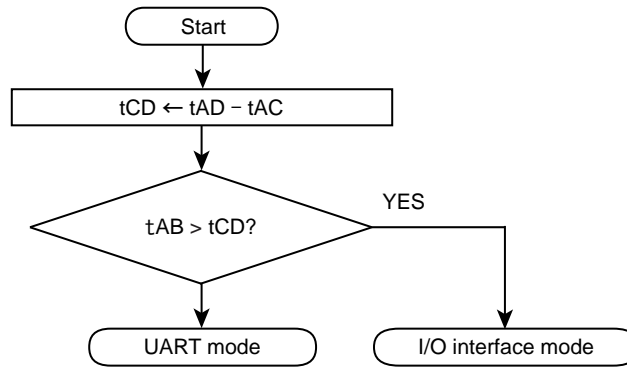 Start
tCD ← tAD − tAC
tAB > tCD?
YES
UART mode
I/O interface mode